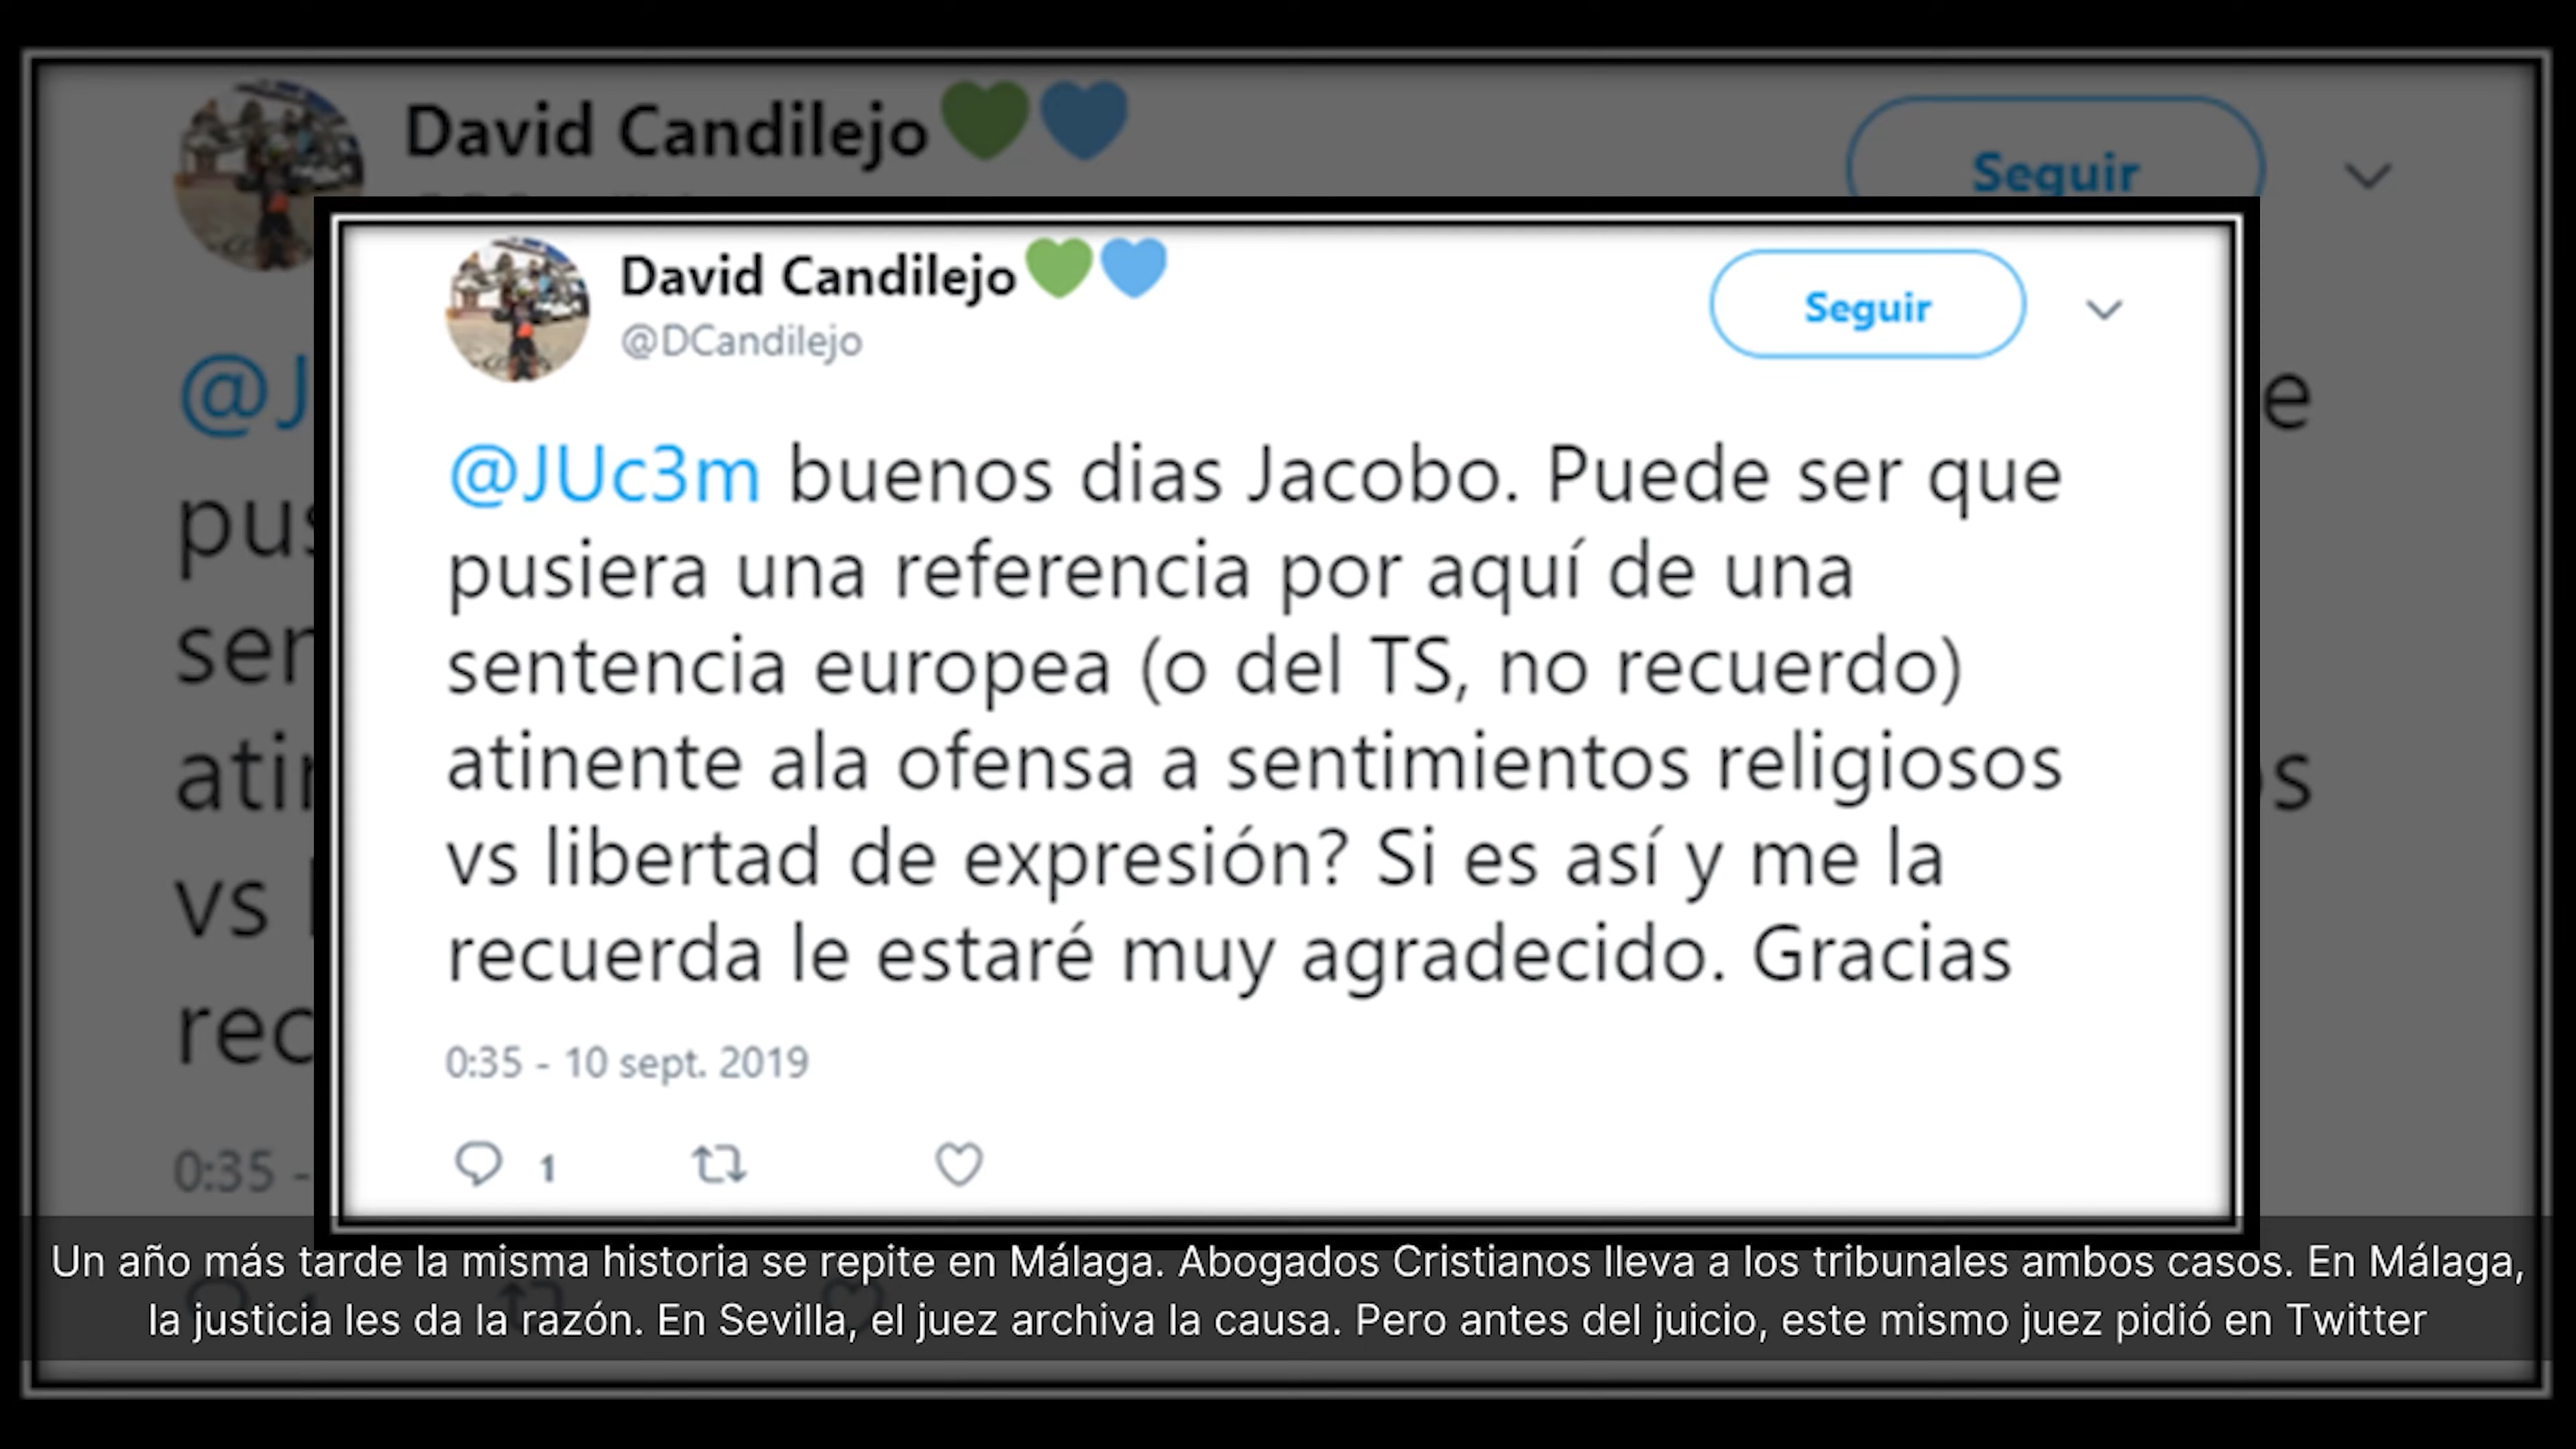 David Candilejo
Seguir
David Candilejo
@DCandilejo
Seguir
@JUc3m buenos dias Jacobo. Puede ser que
pusiera una referencia por aquí de una
sentencia europea (o del TS, no recuerdo)
atinente ala ofensa a sentimientos religiosos
vs libertad de expresión? Si es así y me la
recuerda le estaré muy agradecido. Gracias
0:35 - 10 sept. 2019
1
vs
0:35 -
Un año más tarde la misma historia se repite en Málaga. Abogados Cristianos lleva a los tribunales ambos casos. En Málaga,
la justicia les da la razón. En Sevilla, el juez archiva la causa. Pero antes del juicio, este mismo juez pidió en Twitter